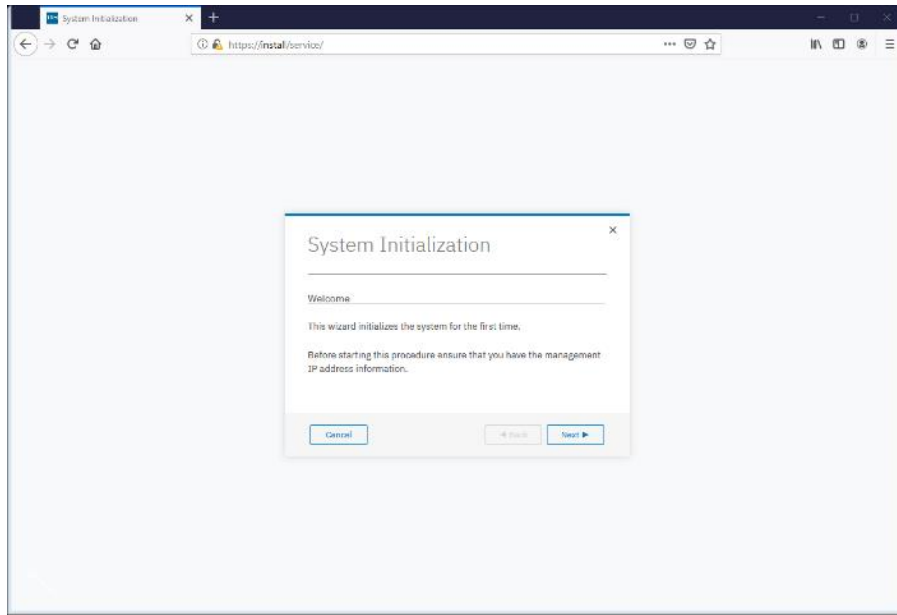 System Initialization
https://install/service/
System Initialization
Welcome
This wizard initializes the system for the first time.
Before starting this procedure ensure that you have the management
IP address information.
Cancel
Back
Next